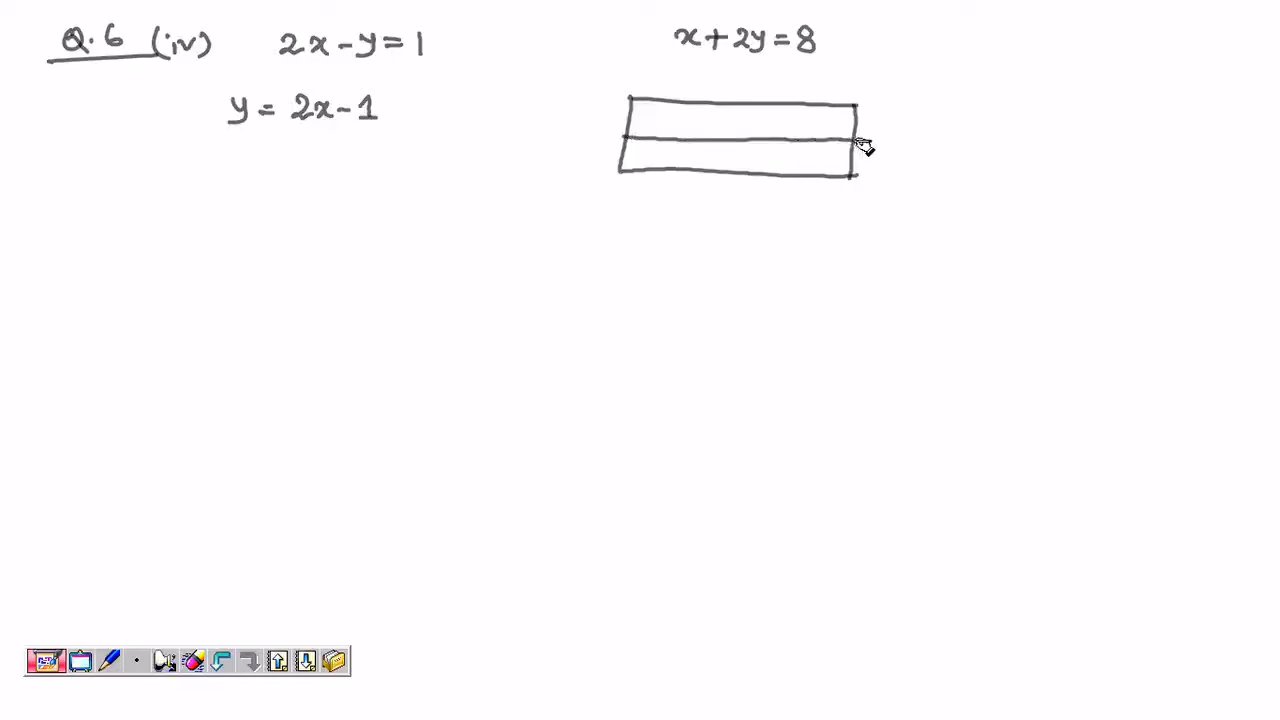 Q.6 (iv) 2x-y=1 x+2y=8
y = 2x-1